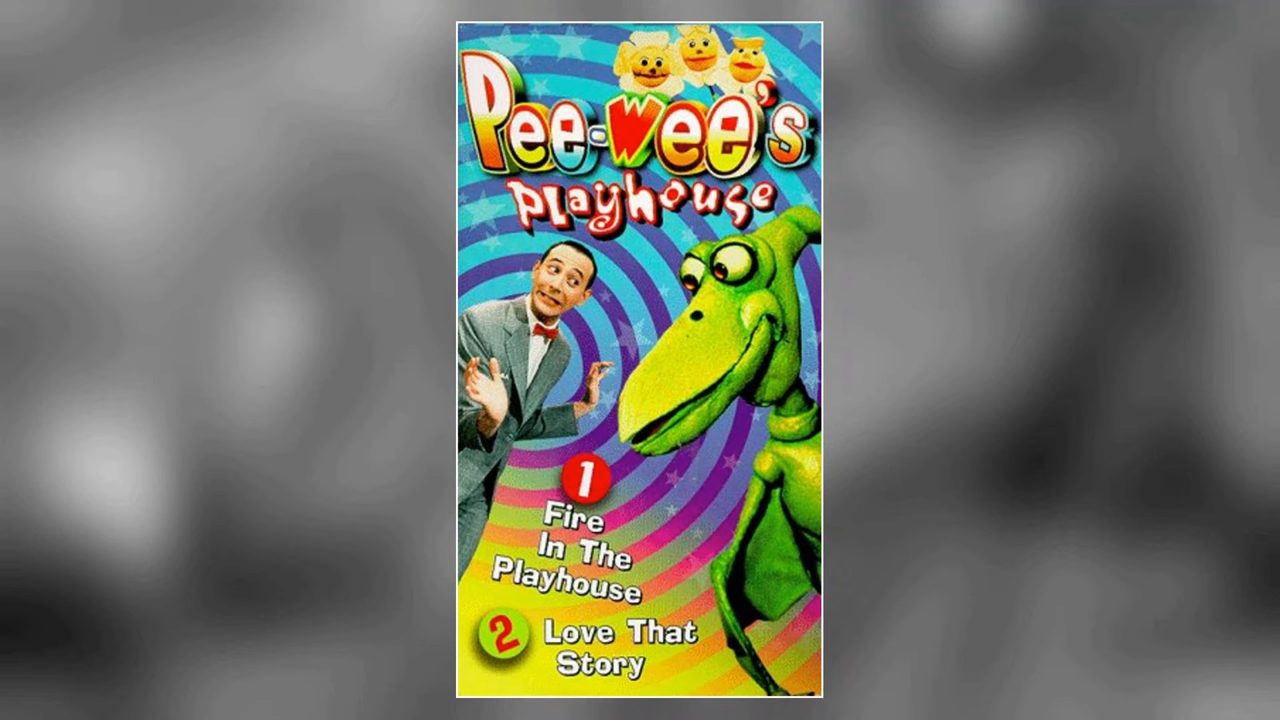 Pee-wee's
playhouse
1
Fire
In The
Playhouse
2 Love That
Story